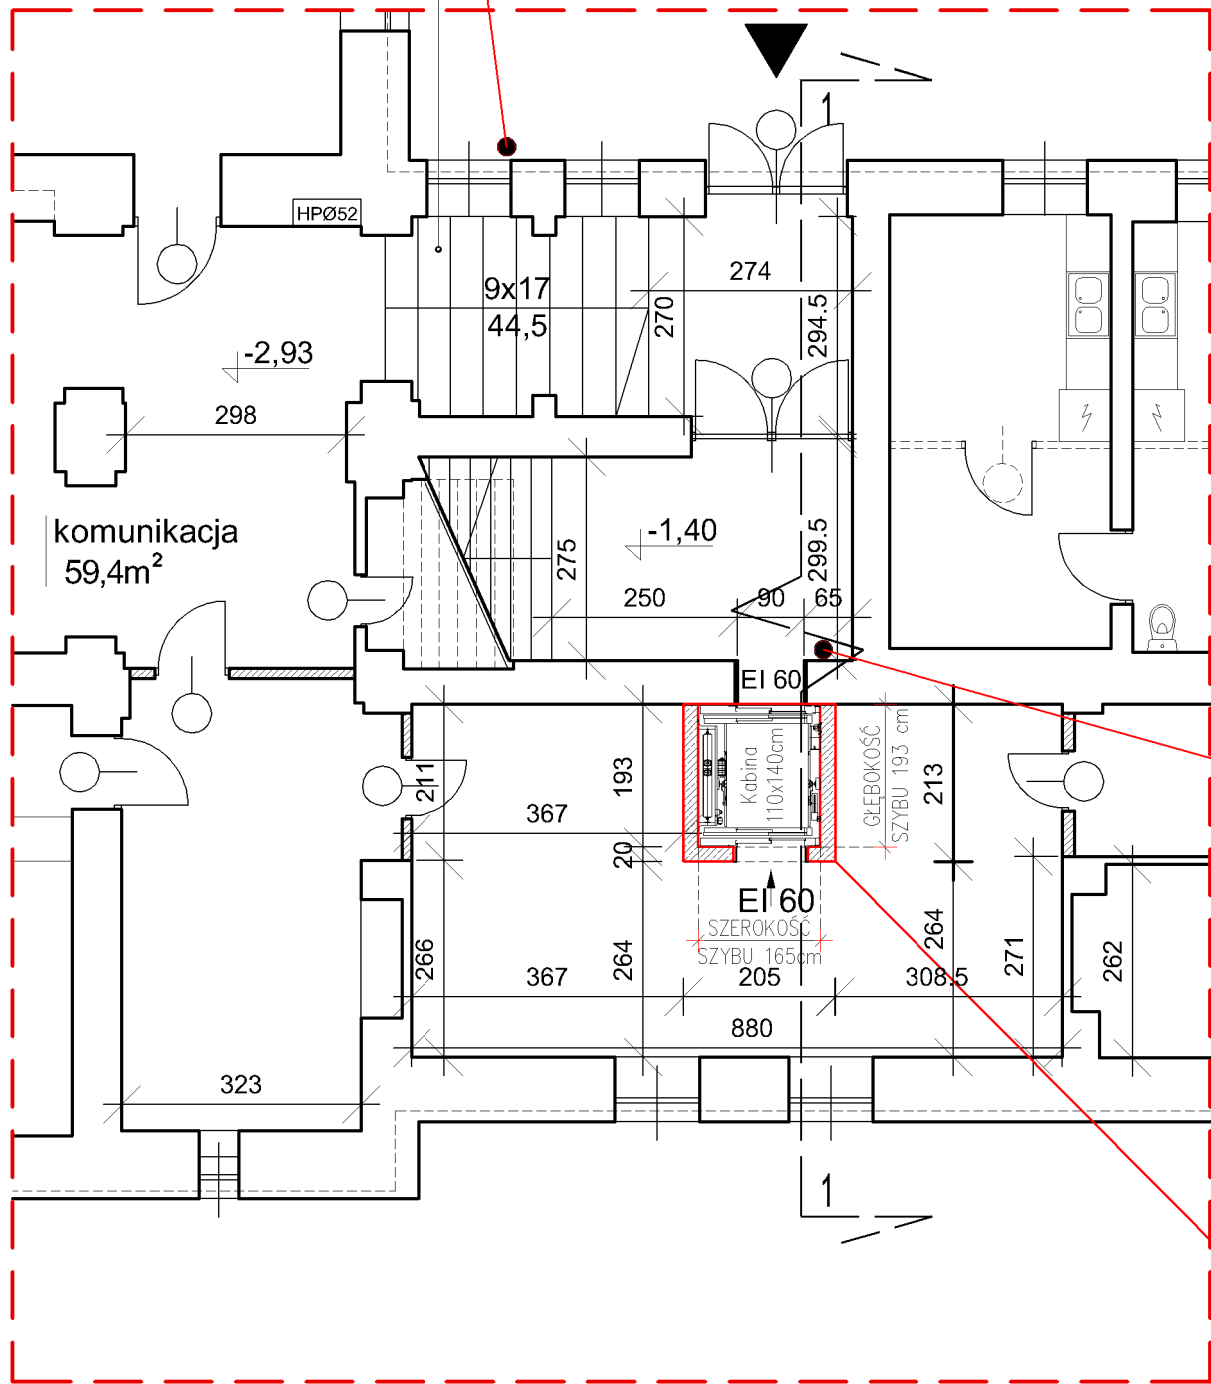 1
HPØ52
9x17
44,5
274
270
294.5
-2,93
298
komunikacja
59,4m²
-1,40
275
299.5
250
90
65
EI 60
Kabina
110x140cm
GŁĘBOKOŚĆ
SZYBU 193 cm
211
193
213
367
20
EI 60
SZEROKOŚĆ
SZYBU 165cm
266
264
264
271
262
367
205
308.5
880
323
1